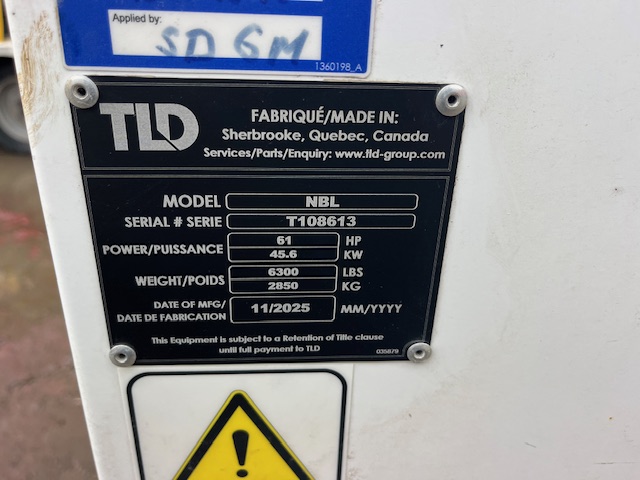 Applied by:
SD GM
1360198_A
TLD
FABRIQUÉ/MADE IN:
Sherbrooke, Quebec, Canada
Services/Parts/Enquiry: www.tld-group.com
MODEL NBL
SERIAL # SERIE T108613
POWER/PUISSANCE 61 HP
45.6 KW
WEIGHT/POIDS 6300 LBS
2850 KG
DATE OF MFG/
DATE DE FABRICATION 11/2025 MM/YYYY
This Equipment is subject to a Retention of Title clause
until full payment to TLD
035879